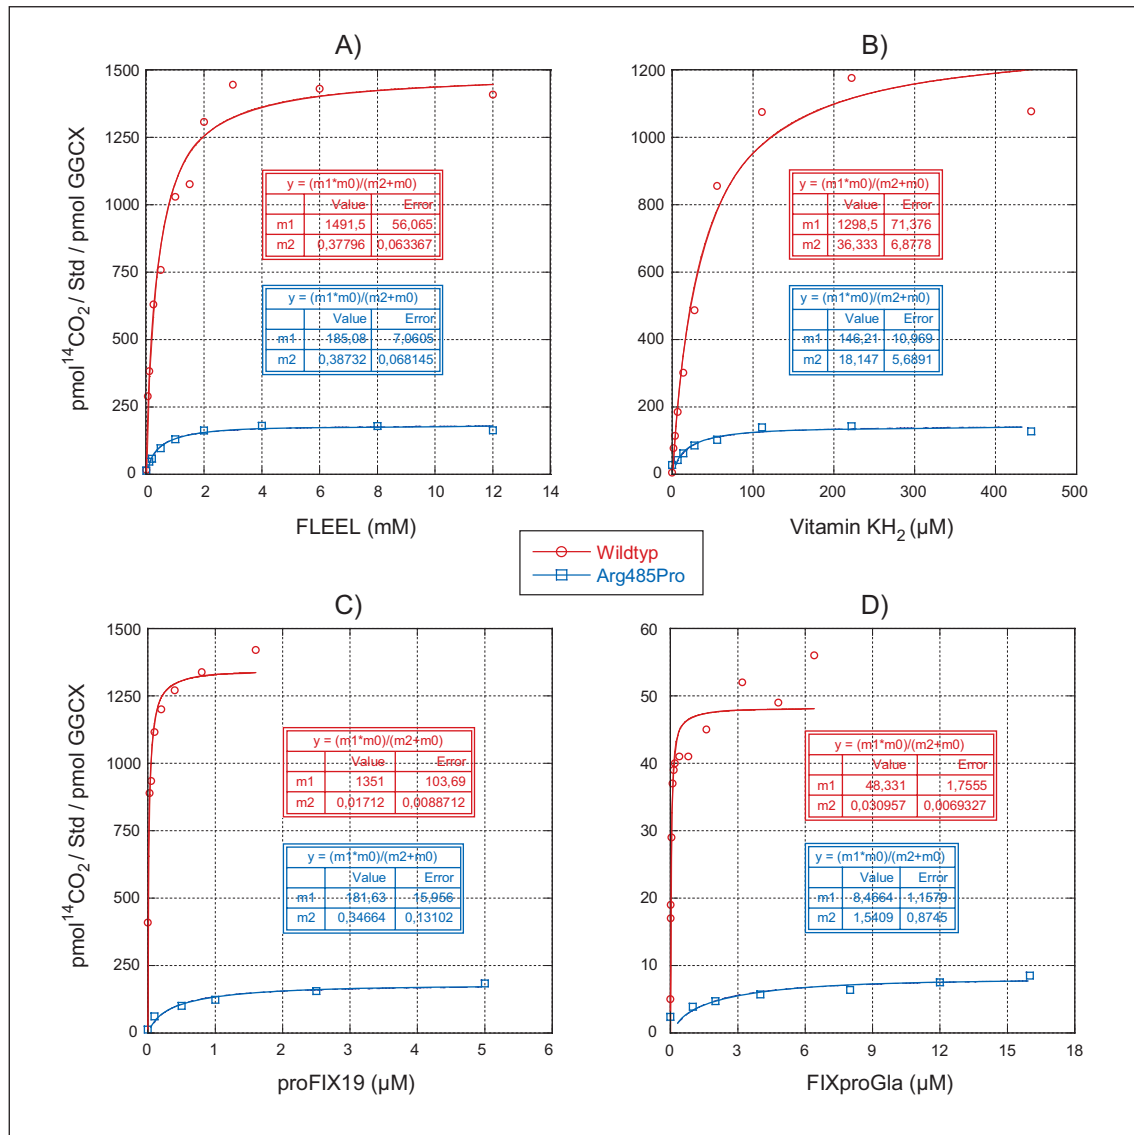 A)
pmol14CO2 / Std / pmol GGCX
1500
1250
1000
750
500
250
0
y = (m1*m0)/(m2+m0)
Value Error
m1 1491,5 56,065
m2 0,37796 0,063367
y = (m1*m0)/(m2+m0)
Value Error
m1 185,08 7,0605
m2 0,38732 0,068145
0 2 4 6 8 10 12 14
FLEEL (mM)
B)
1200
1000
800
600
400
200
0
y = (m1*m0)/(m2+m0)
Value Error
m1 1298,5 71,376
m2 36,333 6,8778
y = (m1*m0)/(m2+m0)
Value Error
m1 146,21 10,969
m2 18,147 5,6891
0 100 200 300 400 500
Vitamin KH2 (µM)
Wildtyp
Arg485Pro
C)
pmol14CO2 / Std / pmol GGCX
1500
1250
1000
750
500
250
0
y = (m1*m0)/(m2+m0)
Value Error
m1 1351 103,69
m2 0,01712 0,0088712
y = (m1*m0)/(m2+m0)
Value Error
m1 181,63 15,956
m2 0,34664 0,13102
0 1 2 3 4 5 6
proFIX19 (µM)
D)
60
50
40
30
20
10
0
y = (m1*m0)/(m2+m0)
Value Error
m1 48,331 1,7555
m2 0,030957 0,0069327
y = (m1*m0)/(m2+m0)
Value Error
m1 8,4664 1,1579
m2 1,5409 0,8745
0 3 6 9 12 15 18
FIXproGla (µM)